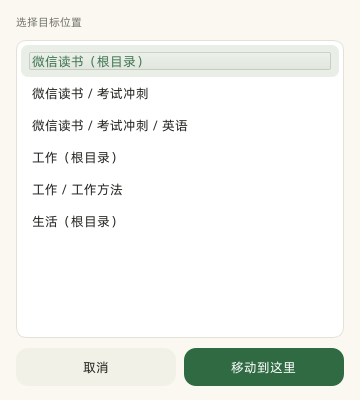 选择目标位置
微信读书（根目录）
微信读书 / 考试冲刺
微信读书 / 考试冲刺 / 英语
工作（根目录）
工作 / 工作方法
生活（根目录）
取消
移动到这里